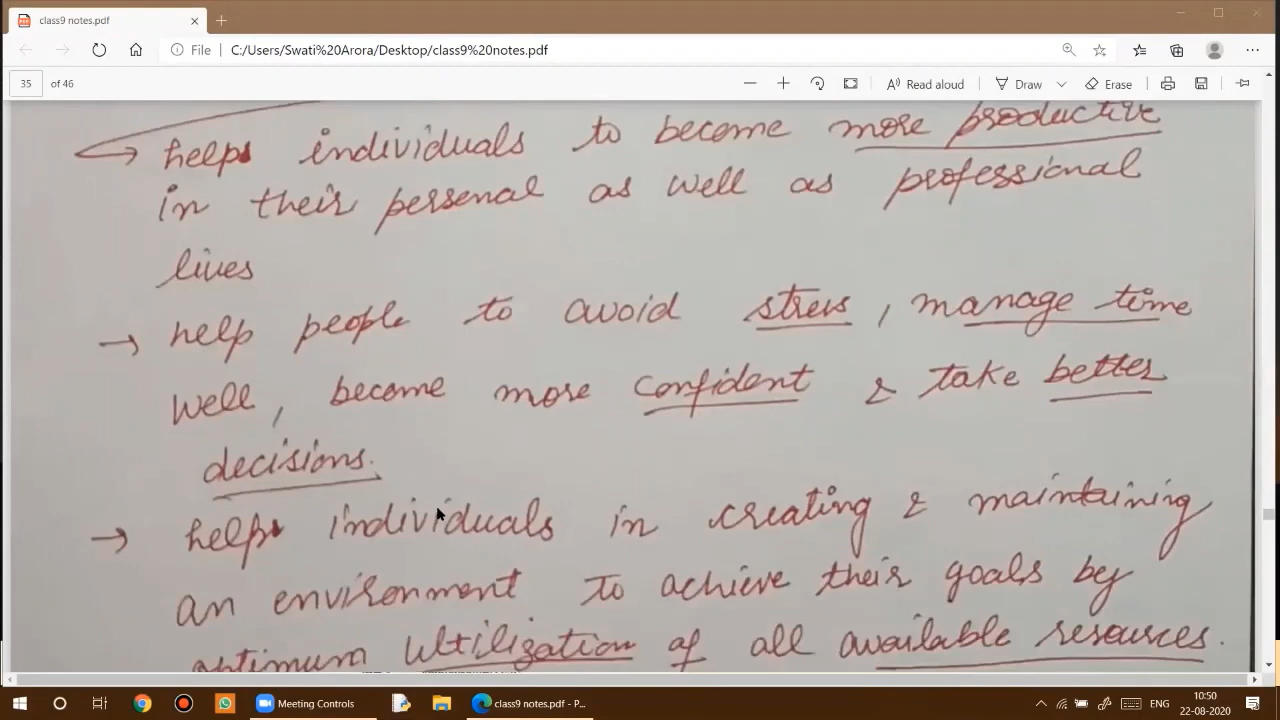 class9 notes.pdf
File C:/Users/Swati%20Arora/Desktop/class9%20notes.pdf
35 of 46 Read aloud Draw Erase
→ helps individuals to become more productive
in their personal as well as professional
lives
→ help people to avoid stress, manage time
well, become more confident & take better
decisions.
→ helps individuals in creating & maintaining
an environment to achieve their goals by
optimum Ultilization of all available resources.
Meeting Controls class9 notes.pdf - P... ENG 10:50
22-08-2020